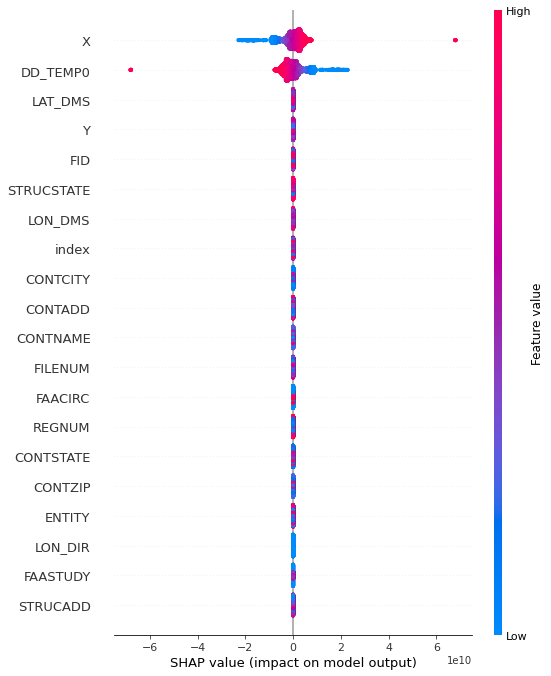 High
X
DD_TEMP0
LAT_DMS
Y
FID
STRUCSTATE
LON_DMS
index
CONTCITY
CONTADD
CONTNAME
FILENUM
FAACIRC
REGNUM
CONTSTATE
CONTZIP
ENTITY
LON_DIR
FAASTUDY
STRUCADD
Feature value
Low
−6 −4 −2 0 2 4 6
1e10
SHAP value (impact on model output)